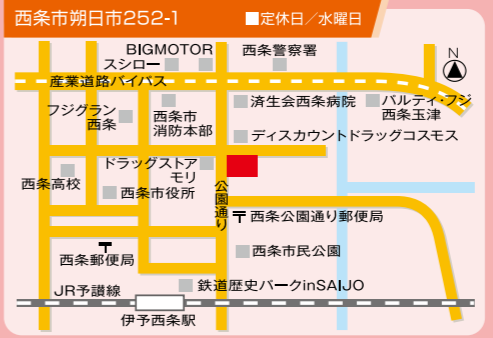 西条市朔日市252-1
■定休日／水曜日
BIGMOTOR
スシロー
西条警察署
N
産業道路バイパス
フジグラン
西条
西条市
消防本部
済生会西条病院
パルティ・フジ
西条玉津
ディスカウントドラッグコスモス
ドラッグストア
モリ
西条高校
西条市役所
公園通り
西条公園通り郵便局
西条郵便局
西条市民公園
鉄道歴史パークinSAIJO
JR予讃線
伊予西条駅